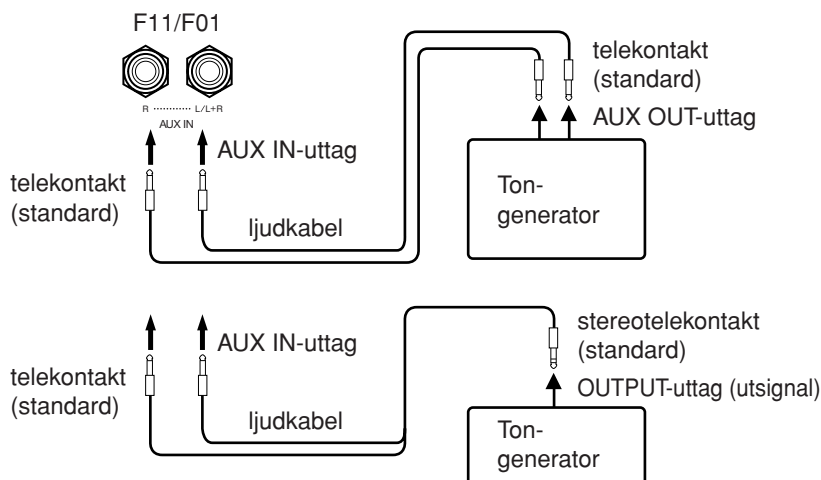 F11/F01
R ............ L/L+R
AUX IN
AUX IN-uttag
telekontakt
(standard)
ljudkabel
telekontakt
(standard)
AUX OUT-uttag
Ton-
generator
AUX IN-uttag
telekontakt
(standard)
ljudkabel
stereotelekontakt
(standard)
OUTPUT-uttag (utsignal)
Ton-
generator